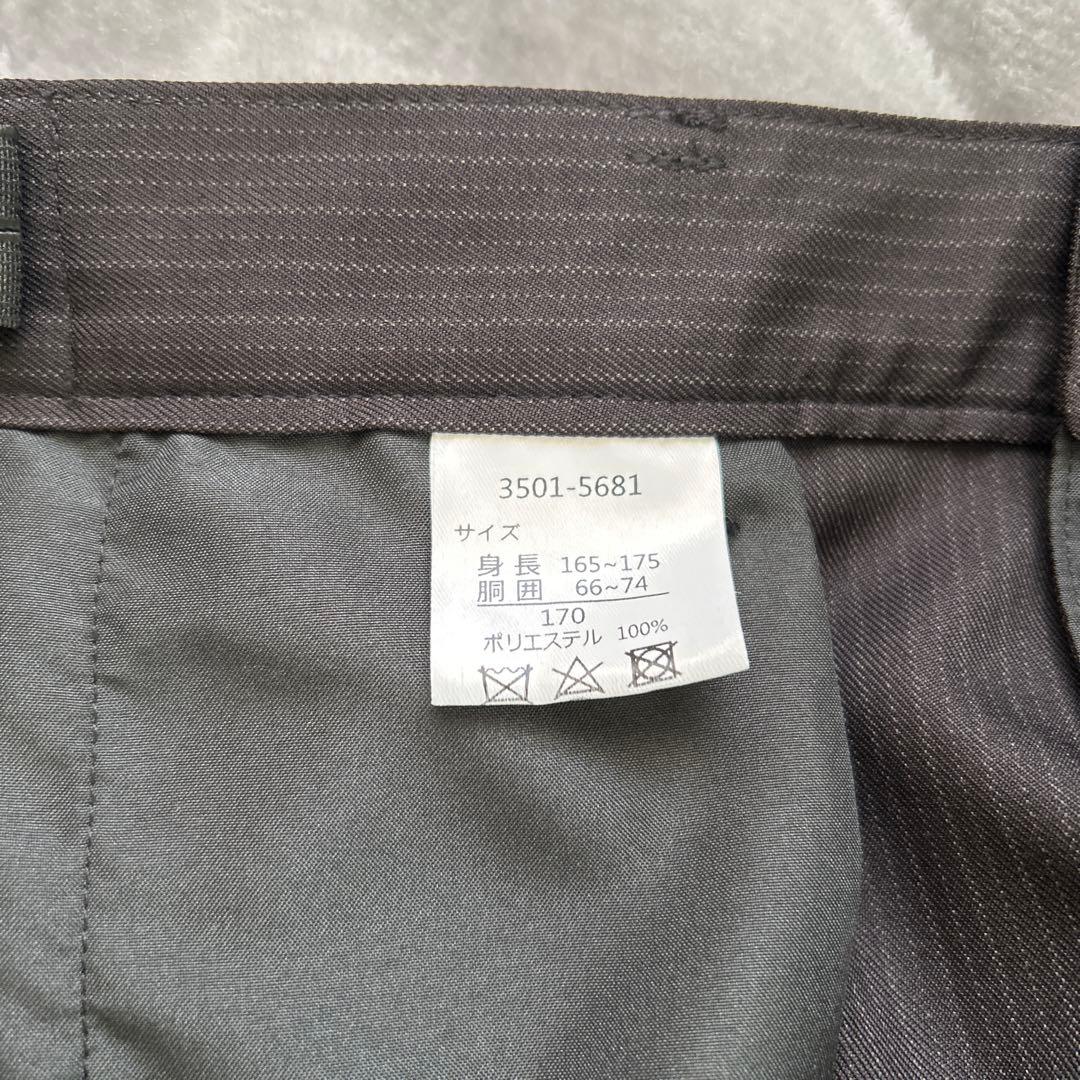 3501-5681
サイズ
身長 165~175
胴囲 66~74
170
ポリエステル 100%